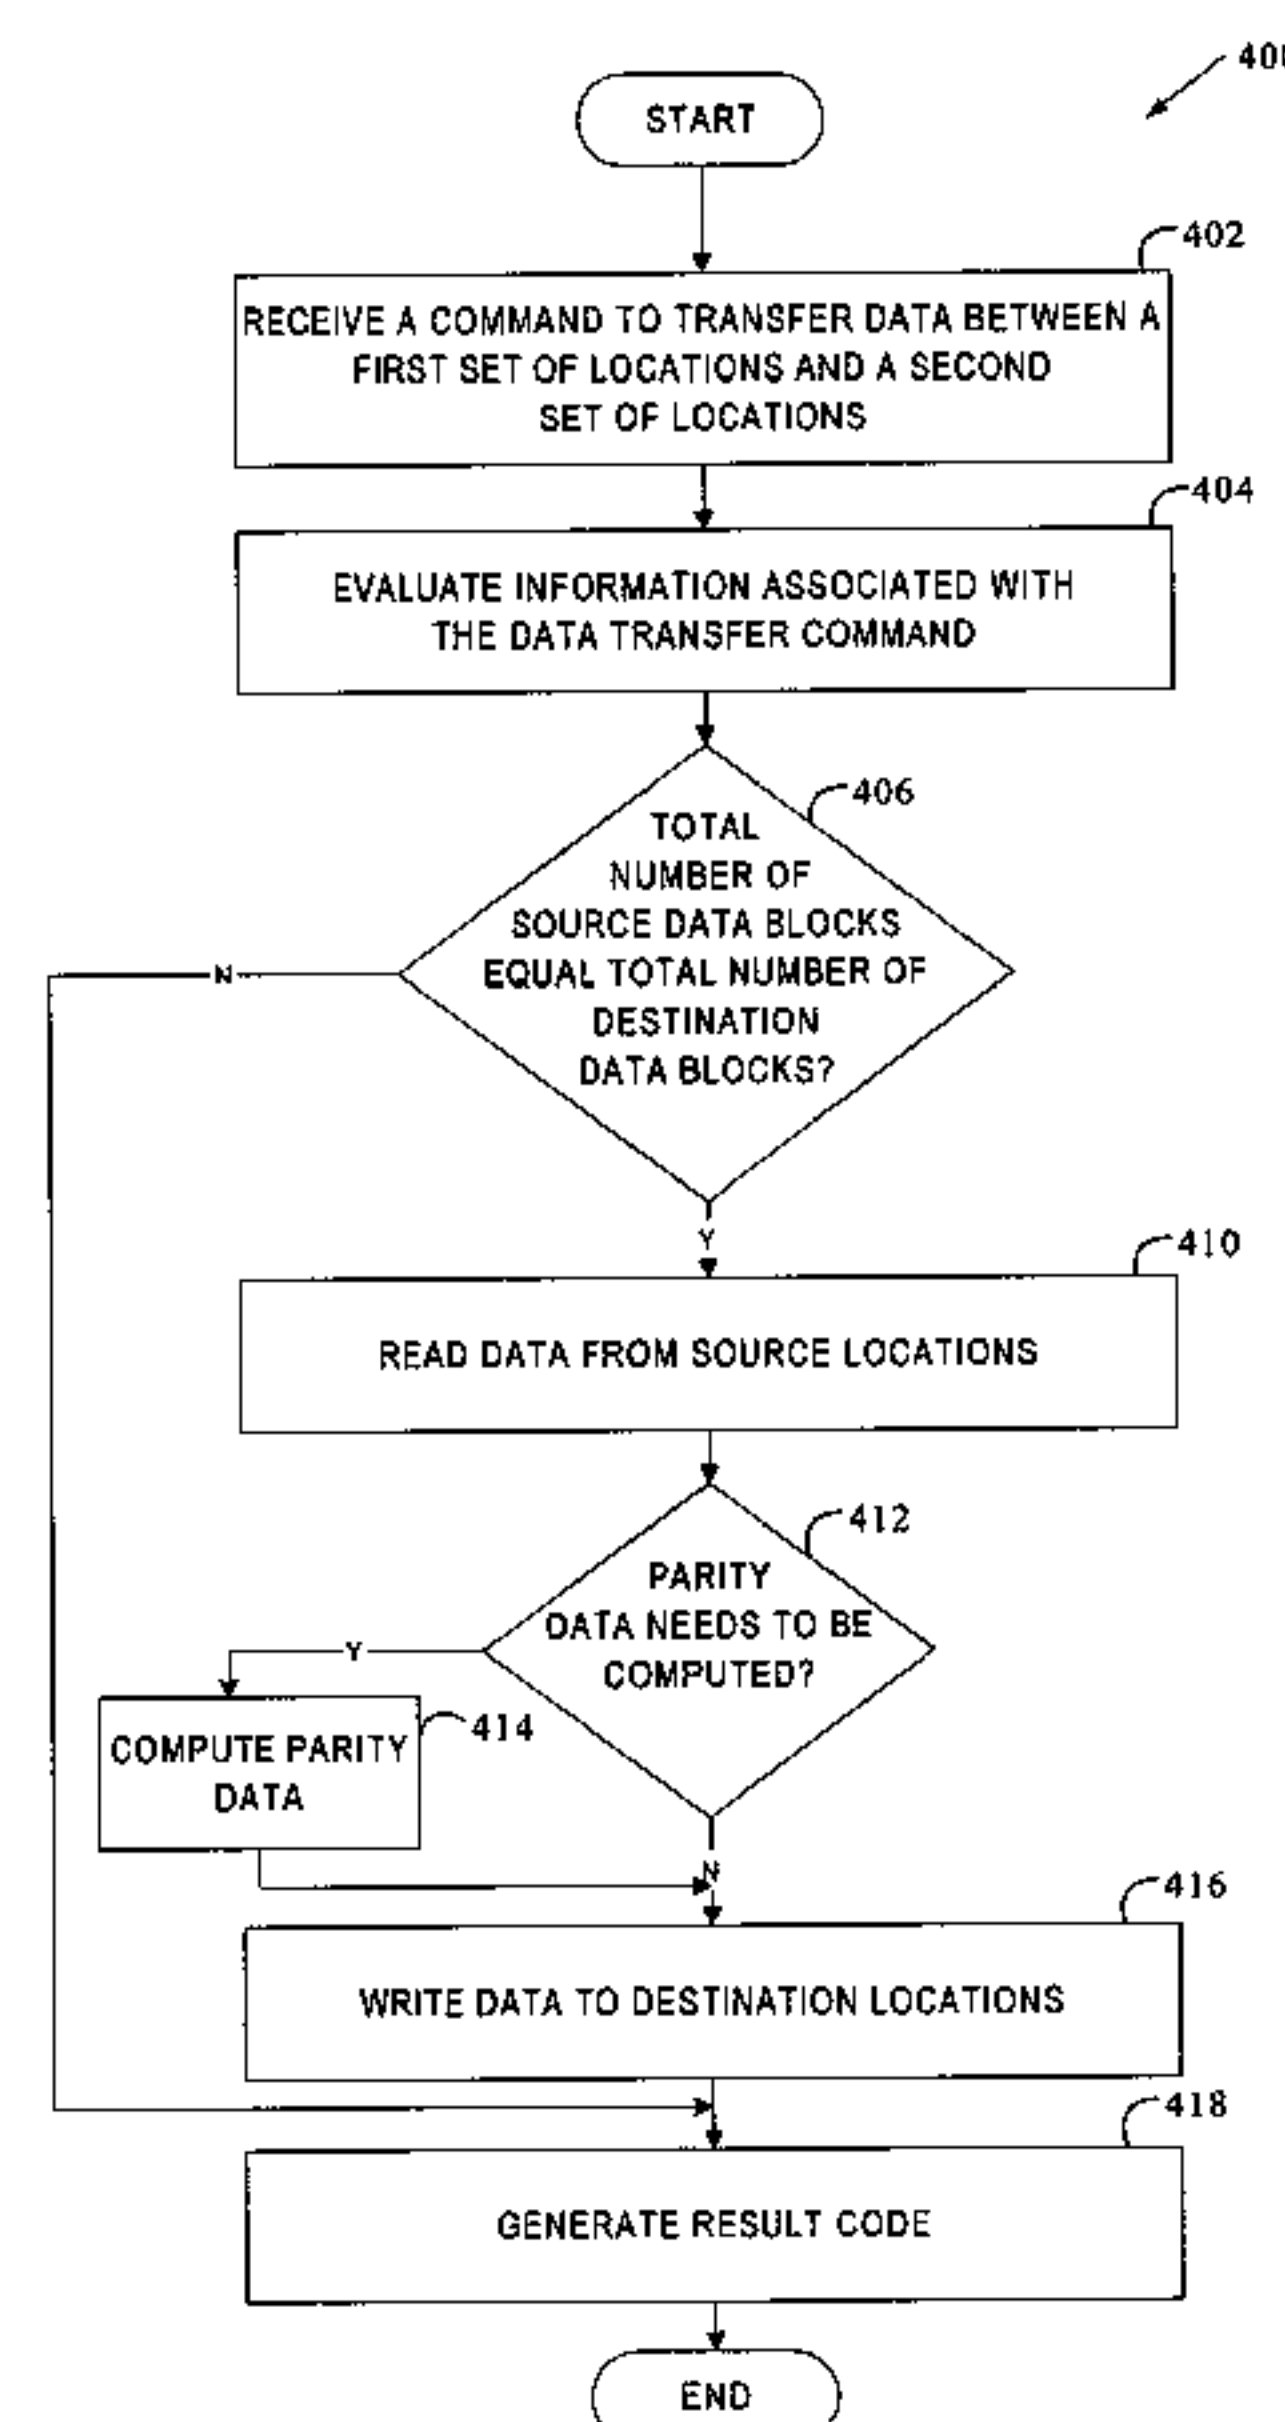 START
402
RECEIVE A COMMAND TO TRANSFER DATA BETWEEN A
FIRST SET OF LOCATIONS AND A SECOND
SET OF LOCATIONS
404
EVALUATE INFORMATION ASSOCIATED WITH
THE DATA TRANSFER COMMAND
406
TOTAL
NUMBER OF
SOURCE DATA BLOCKS
EQUAL TOTAL NUMBER OF
DESTINATION
DATA BLOCKS?
N
Y
410
READ DATA FROM SOURCE LOCATIONS
412
PARITY
DATA NEEDS TO BE
COMPUTED?
Y
414
COMPUTE PARITY
DATA
N
416
WRITE DATA TO DESTINATION LOCATIONS
418
GENERATE RESULT CODE
END